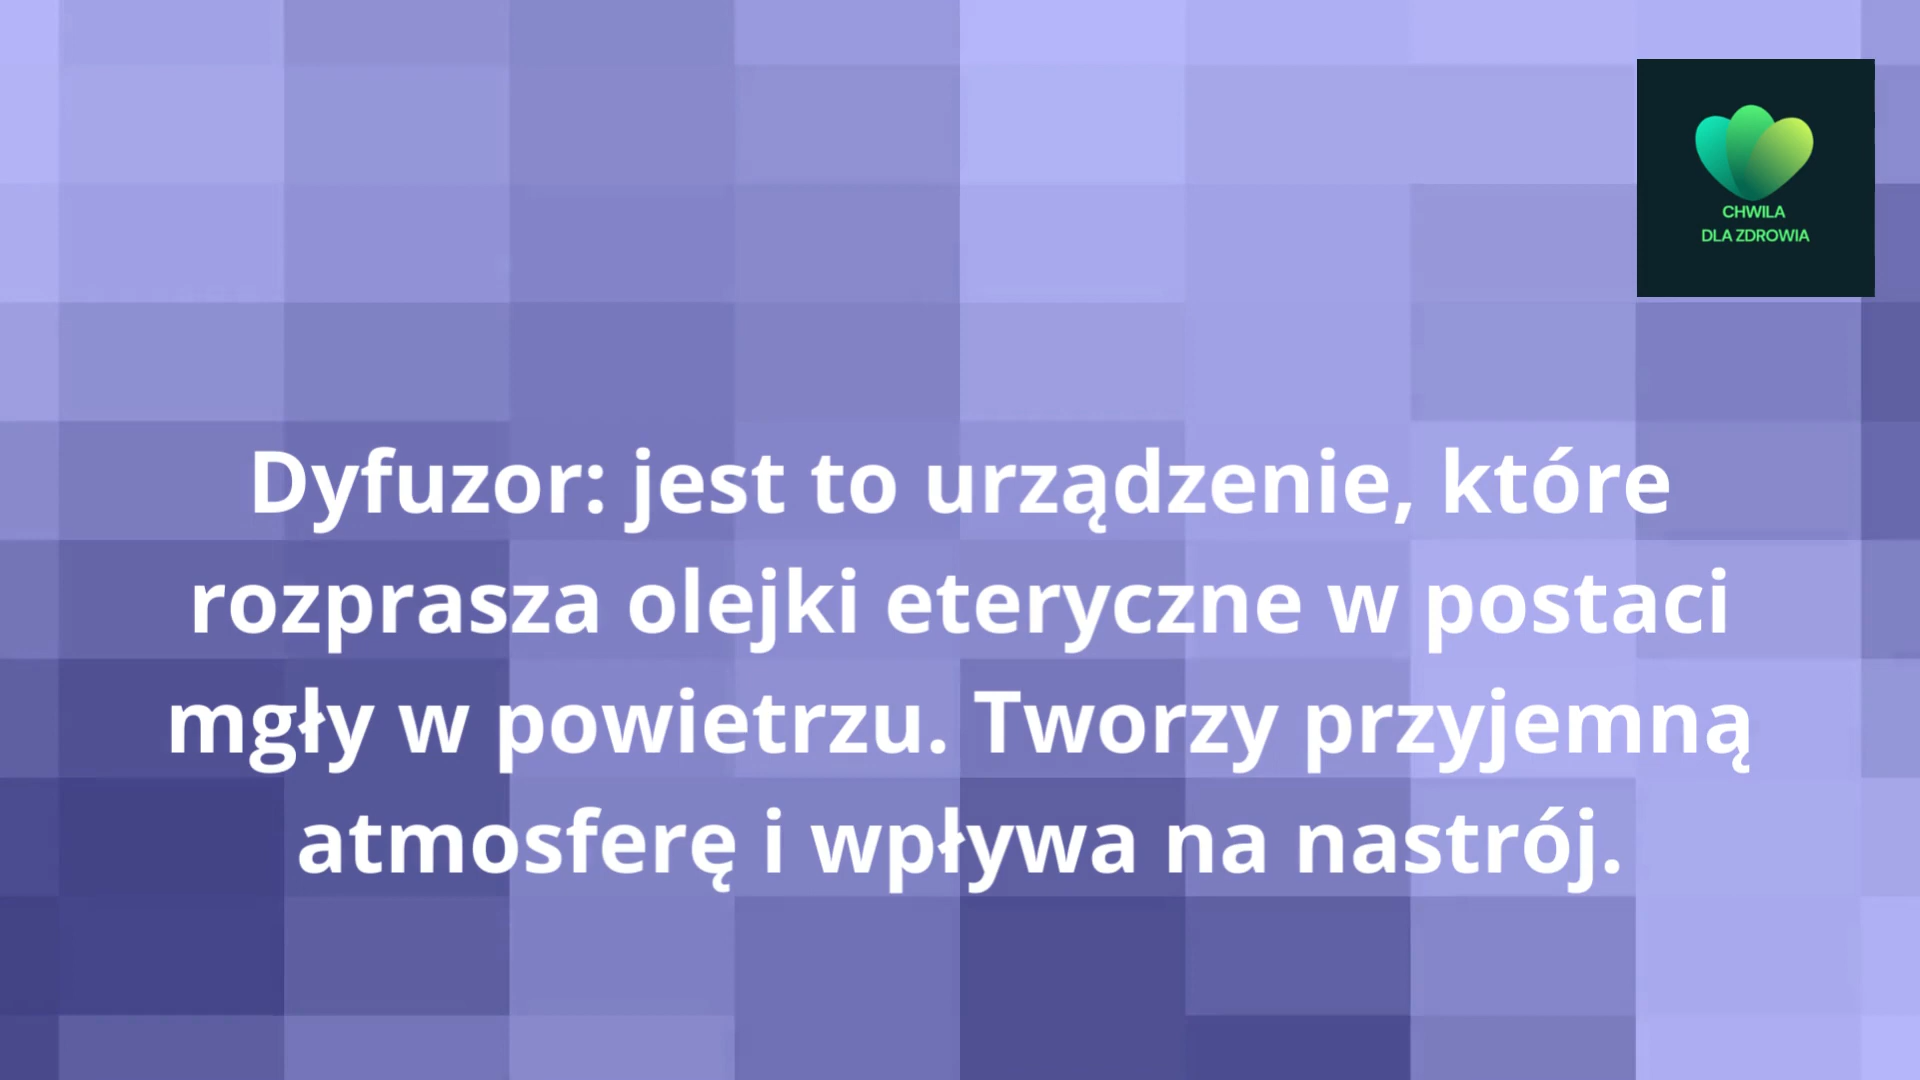 CHWILA
DLA ZDROWIA
Dyfuzor: jest to urządzenie, które
rozprasza olejki eteryczne w postaci
mgły w powietrzu. Tworzy przyjemną
atmosferę i wpływa na nastrój.